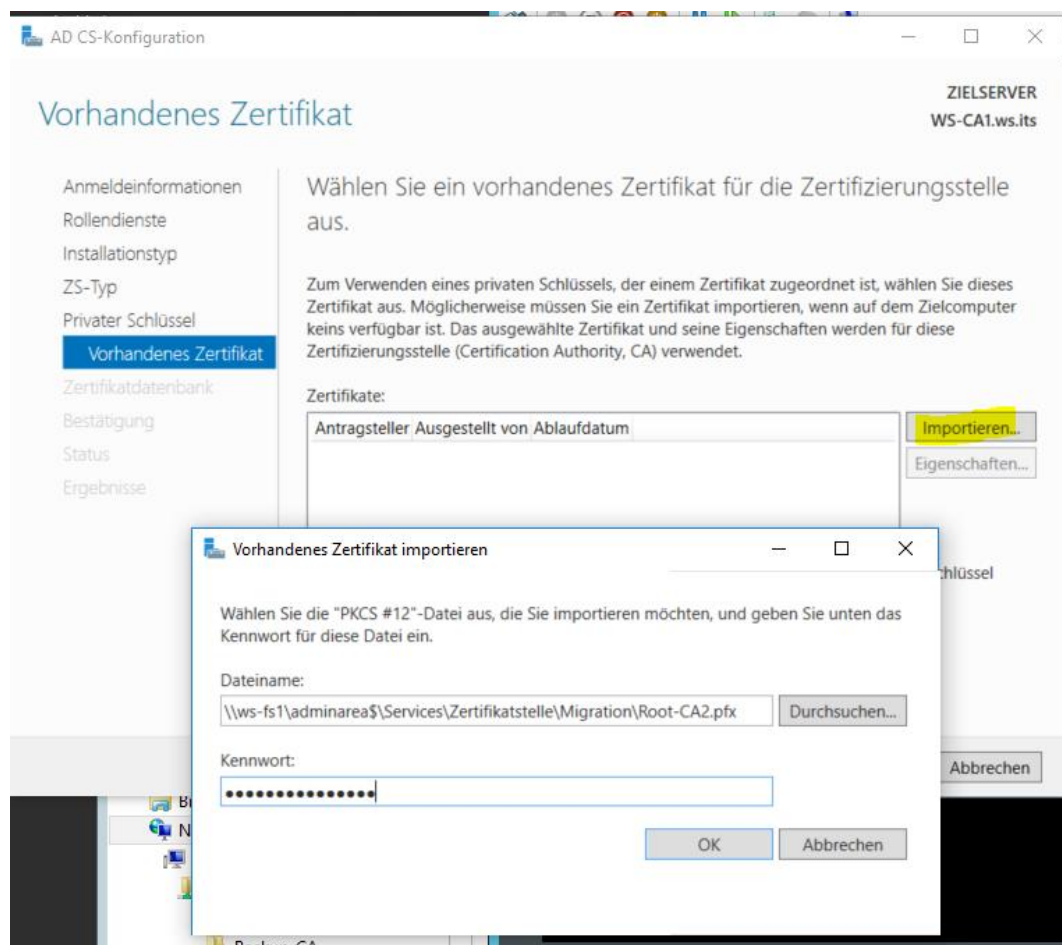 AD CS-Konfiguration
Vorhandenes Zertifikat
ZIELSERVER
WS-CA1.ws.its
Anmeldeinformationen
Rollendienste
Installationstyp
ZS-Typ
Privater Schlüssel
Vorhandenes Zertifikat
Zertifikatdatenbank
Bestätigung
Status
Ergebnisse
Wählen Sie ein vorhandenes Zertifikat für die Zertifizierungsstelle
aus.
Zum Verwenden eines privaten Schlüssels, der einem Zertifikat zugeordnet ist, wählen Sie dieses
Zertifikat aus. Möglicherweise müssen Sie ein Zertifikat importieren, wenn auf dem Zielcomputer
keins verfügbar ist. Das ausgewählte Zertifikat und seine Eigenschaften werden für diese
Zertifizierungsstelle (Certification Authority, CA) verwendet.
Zertifikate:
Antragsteller Ausgestellt von Ablaufdatum
Importieren...
Eigenschaften...
chlüssel
Vorhandenes Zertifikat importieren
Wählen Sie die "PKCS #12"-Datei aus, die Sie importieren möchten, und geben Sie unten das
Kennwort für diese Datei ein.
Dateiname:
\\ws-fs1\adminarea$\Services\Zertifikatstelle\Migration\Root-CA2.pfx
Durchsuchen...
Kennwort:
●●●●●●●●●●●●●●●
OK
Abbrechen
Abbrechen
Bi
N